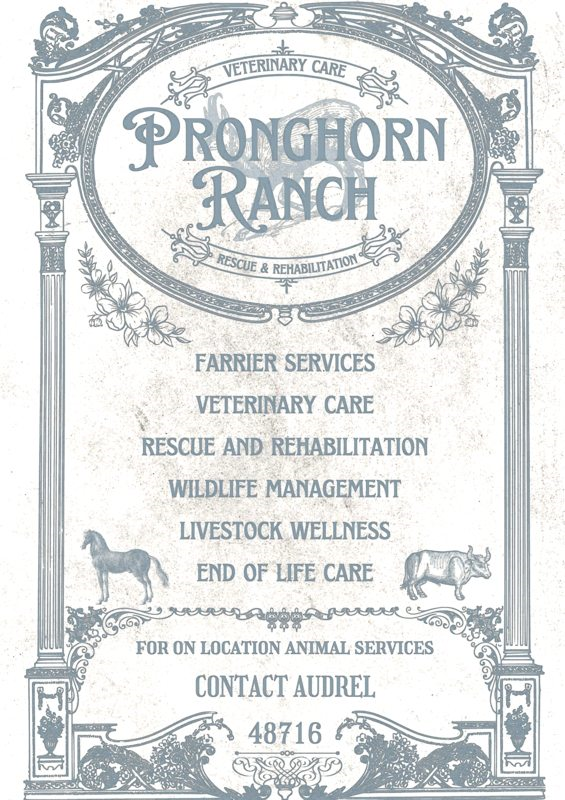 VETERINARY CARE
PRONGHORN
RANCH
RESCUE & REHABILITATION
FARRIER SERVICES
VETERINARY CARE
RESCUE AND REHABILITATION
WILDLIFE MANAGEMENT
LIVESTOCK WELLNESS
END OF LIFE CARE
FOR ON LOCATION ANIMAL SERVICES
CONTACT AUDREL
48716